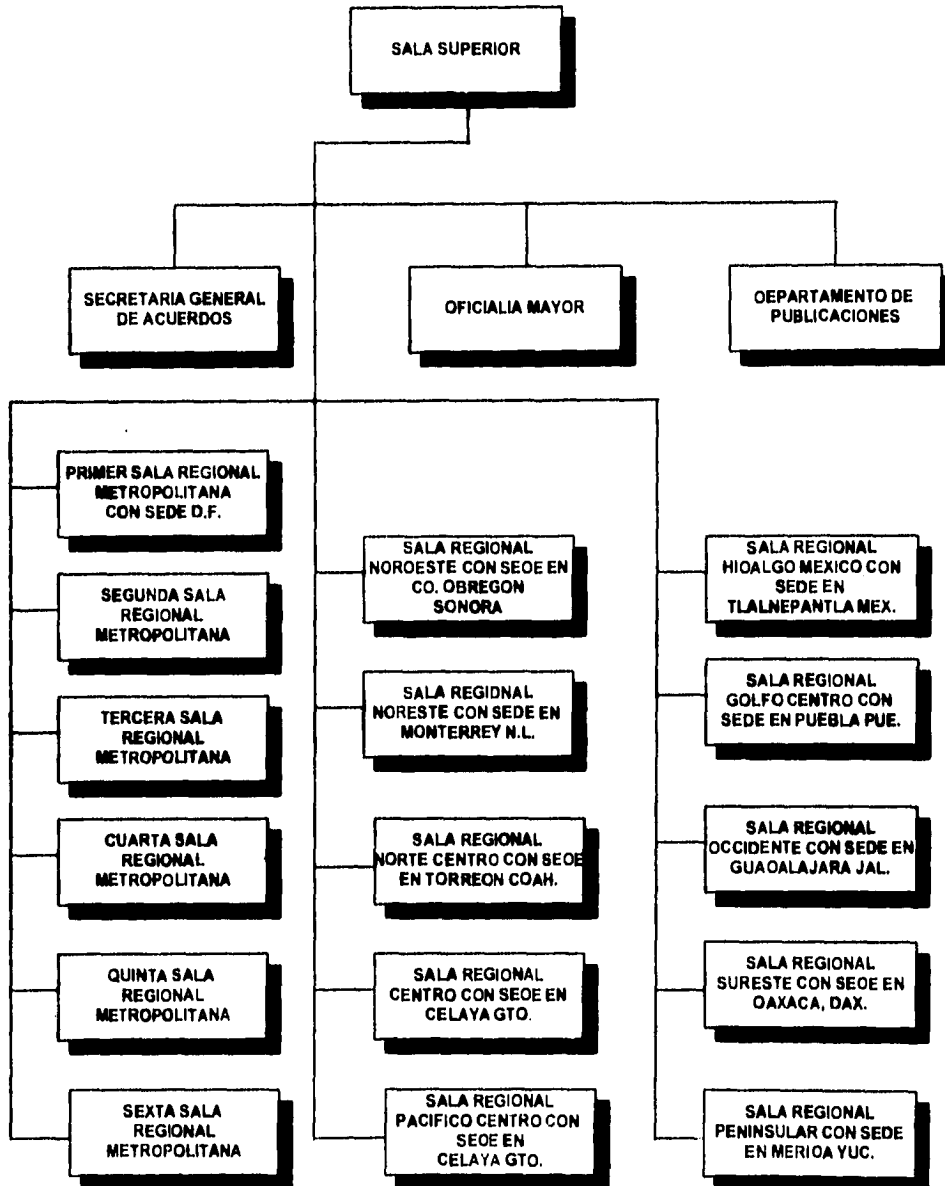 SALA SUPERIOR
SECRETARIA GENERAL
DE ACUERDOS
OFICIALIA MAYOR
OEPARTAMENTO DE
PUBLICACIONES
PRIMER SALA REGIONAL
METROPOLITANA
CON SEDE D.F.
SEGUNDA SALA
REGIONAL
METROPOLITANA
TERCERA SALA
REGIONAL
METROPOLITANA
CUARTA SALA
REGIONAL
METROPOLITANA
QUINTA SALA
REGIONAL
METROPOLITANA
SEXTA SALA
REGIONAL
METROPOLITANA
SALA REGIONAL
NOROESTE CON SEOE EN
CO. OBREGON
SONORA
SALA REGIDNAL
NORESTE CON SEDE EN
MONTERREY N.L.
SALA REGIONAL
NORTE CENTRO CON SEOE
EN TORREON COAH.
SALA REGIONAL
CENTRO CON SEOE EN
CELAYA GTO.
SALA REGIONAL
PACIFICO CENTRO CON
SEOE EN
CELAYA GTO.
SALA REGIONAL
HIOALGO MEXICO CON
SEDE EN
TLALNEPANTLA MEX.
SALA REGIONAL
GOLFO CENTRO CON
SEDE EN PUEBLA PUE.
SALA REGIONAL
OCCIDENTE CON SEDE EN
GUAOALAJARA JAL.
SALA REGIONAL
SURESTE CON SEOE EN
OAXACA, DAX.
SALA REGIONAL
PENINSULAR CON SEDE
EN MERIOA YUC.